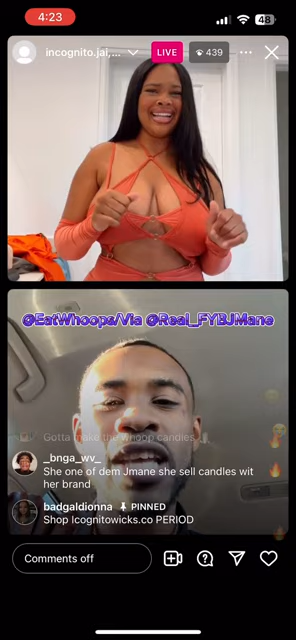 4:23
48
incognito.jai,...
LIVE
439
@EatWhoops/Via @Real_FYBJMane
Gotta make the whoop candles
_bnga_wv_
She one of dem Jmane she sell candles wit
her brand
badgaldionna PINNED
Shop Icognitowicks.co PERIOD
Comments off